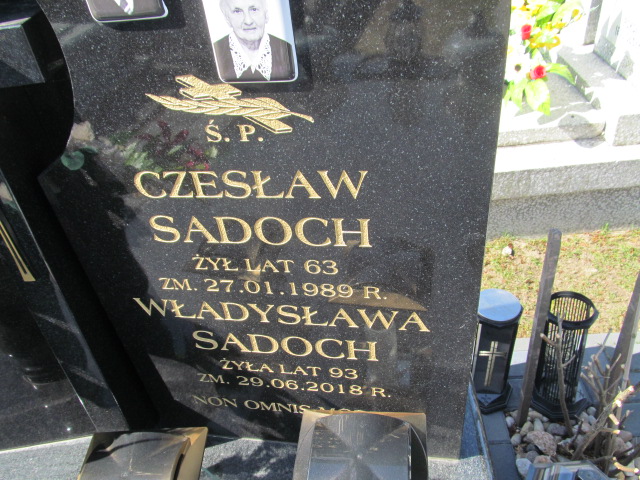 Ś. P.
CZESŁAW
SADOCH
ŻYŁ LAT 63
ZM. 27.01.1989 R.
WŁADYSŁAWA
SADOCH
ŻYŁA LAT 93
ZM. 29.06.2018 R.
NON OMNIS